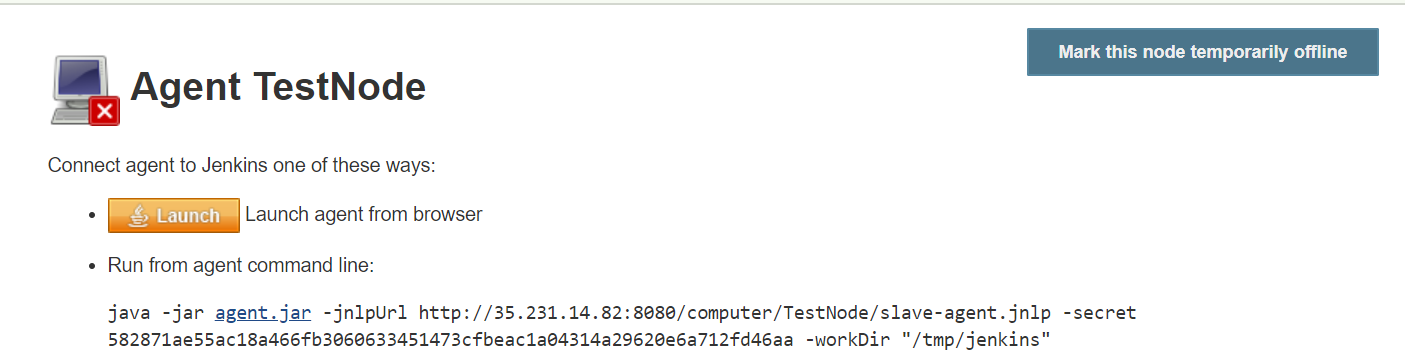 Mark this node temporarily offline
Agent TestNode
Connect agent to Jenkins one of these ways:
Launch Launch agent from browser
Run from agent command line:
java -jar agent.jar -jnlpUrl http://35.231.14.82:8080/computer/TestNode/slave-agent.jnlp -secret
582871ae55ac18a466fb3060633451473cfbeac1a04314a29620e6a712fd46aa -workDir "/tmp/jenkins"